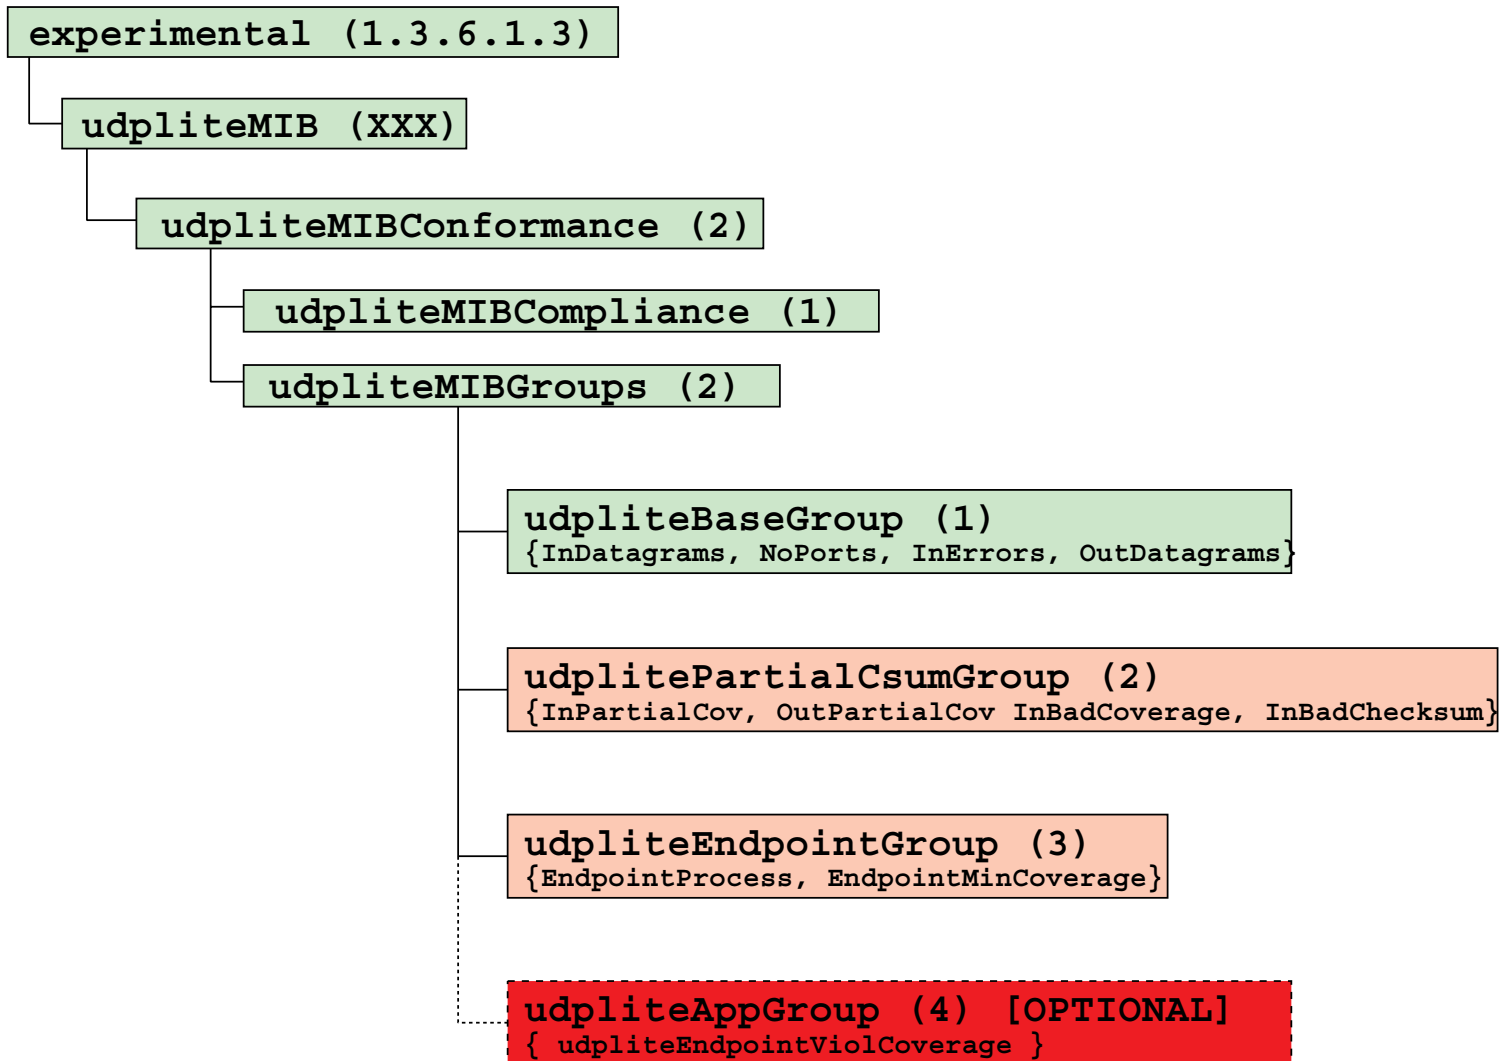 experimental (1.3.6.1.3)
udpliteMIB (XXX)
udpliteMIBConformance (2)
udpliteMIBCompliance (1)
udpliteMIBGroups (2)
udpliteBaseGroup (1)
{InDatagrams, NoPorts, InErrors, OutDatagrams}
udplitePartialCsumGroup (2)
{InPartialCov, OutPartialCov InBadCoverage, InBadChecksum}
udpliteEndpointGroup (3)
{EndpointProcess, EndpointMinCoverage}
udpliteAppGroup (4) [OPTIONAL]
{ udpliteEndpointViolCoverage }